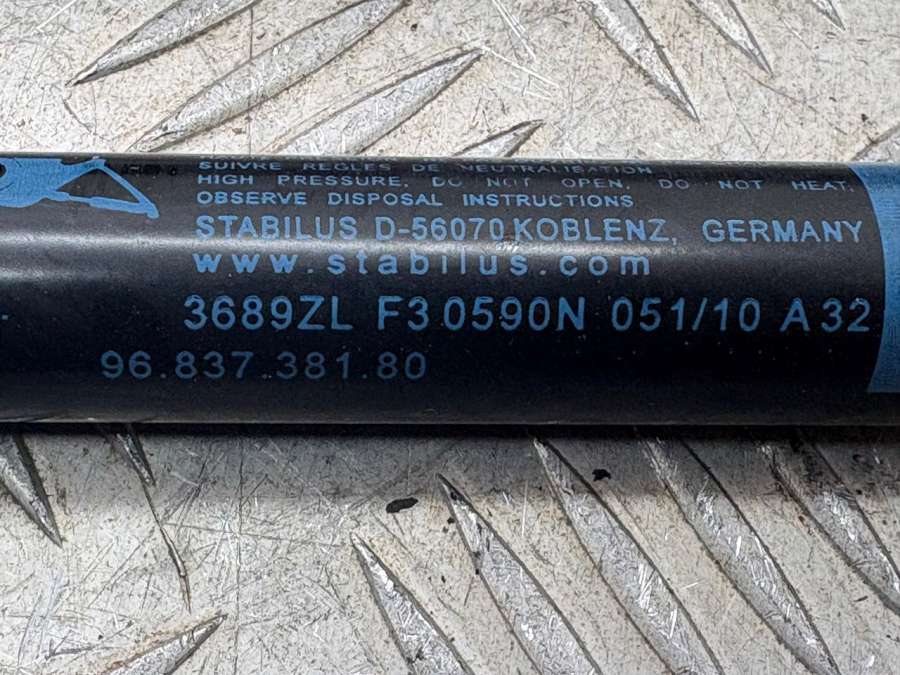 SUIVRE REGLES DE NEUTRALISATION
HIGH PRESSURE. DO NOT OPEN. DO NOT HEAT.
OBSERVE DISPOSAL INSTRUCTIONS
STABILUS D-56070 KOBLENZ, GERMANY
www.stabilus.com
3689ZL F3 0590N 051/10 A32
96.837.381.80